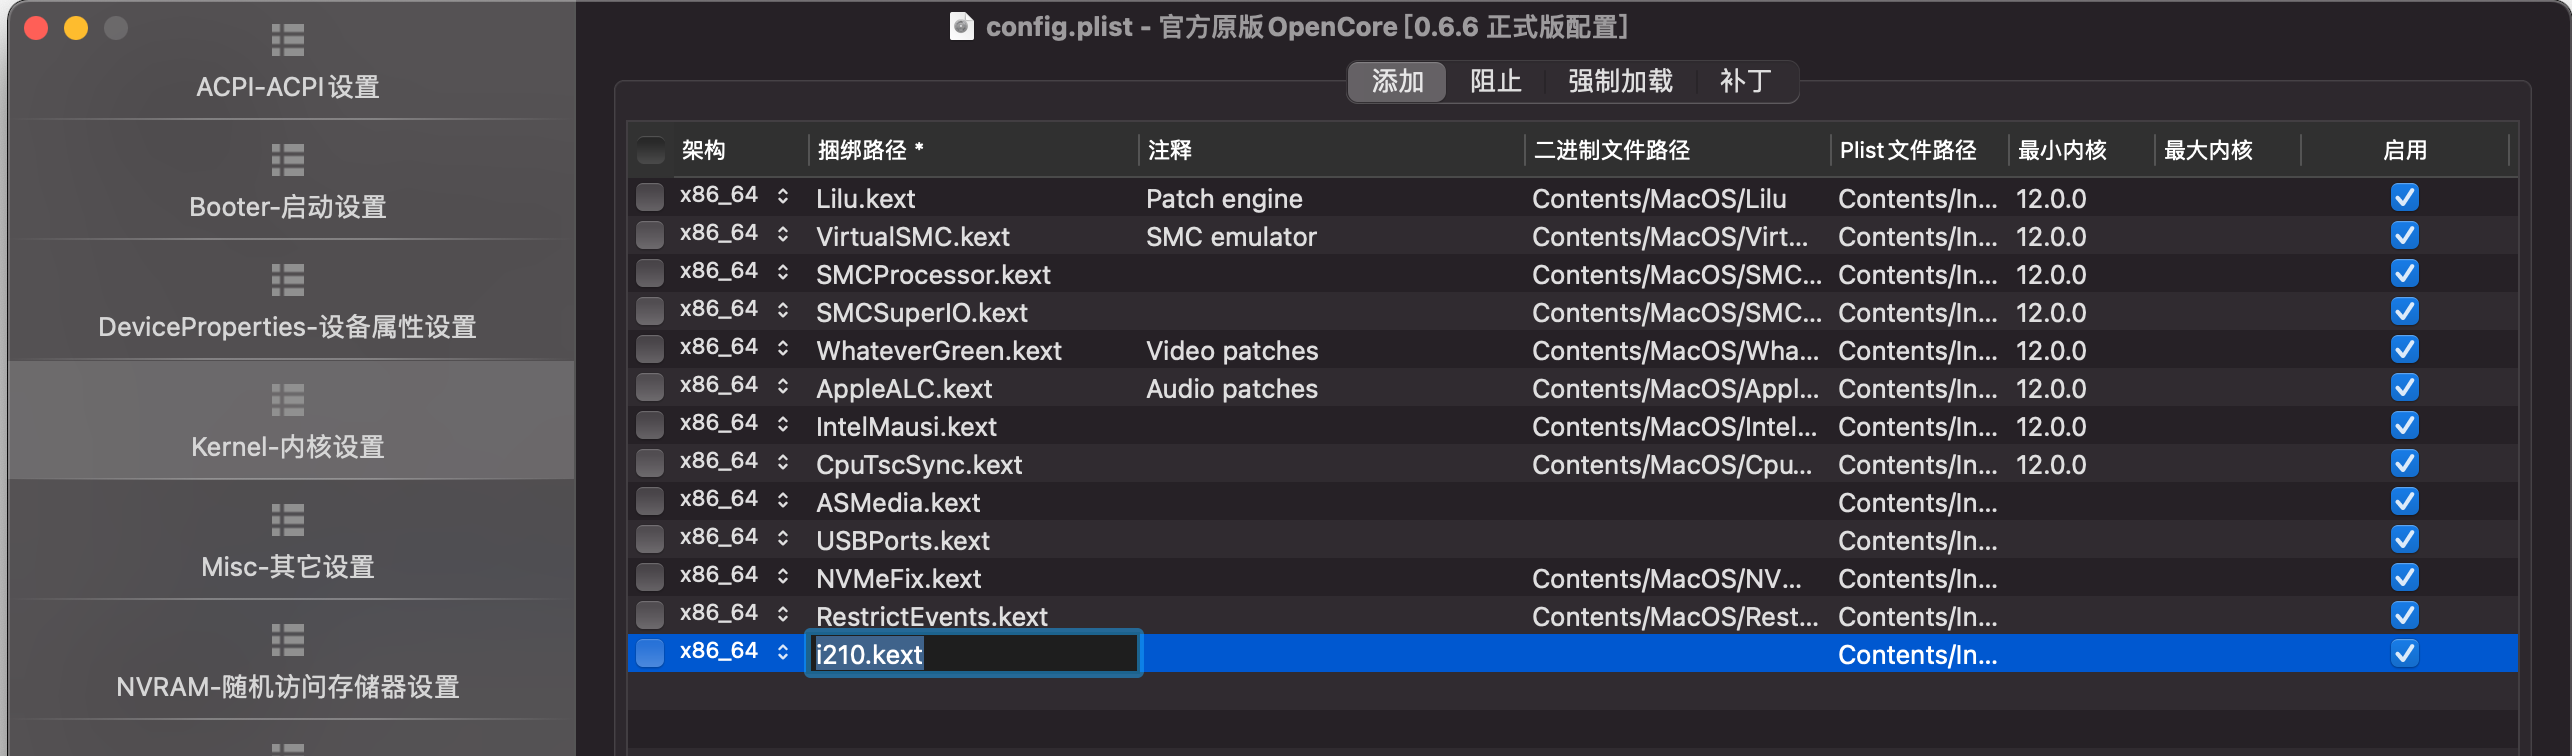 config.plist - 官方原版OpenCore [0.6.6 正式版配置]
ACPI-ACPI 设置
Booter-启动设置
DeviceProperties-设备属性设置
Kernel-内核设置
Misc-其它设置
NVRAM-随机访问存储器设置
添加 阻止 强制加载 补丁
架构 捆绑路径 * 注释 二进制文件路径 Plist 文件路径 最小内核 最大内核 启用
x86_64 Lilu.kext Patch engine Contents/MacOS/Lilu Contents/In... 12.0.0
x86_64 VirtualSMC.kext SMC emulator Contents/MacOS/Virt... Contents/In... 12.0.0
x86_64 SMCProcessor.kext Contents/MacOS/SMC... Contents/In... 12.0.0
x86_64 SMCSuperIO.kext Contents/MacOS/SMC... Contents/In... 12.0.0
x86_64 WhateverGreen.kext Video patches Contents/MacOS/Wha... Contents/In... 12.0.0
x86_64 AppleALC.kext Audio patches Contents/MacOS/Appl... Contents/In... 12.0.0
x86_64 IntelMausi.kext Contents/MacOS/Intel... Contents/In... 12.0.0
x86_64 CpuTscSync.kext Contents/MacOS/Cpu... Contents/In... 12.0.0
x86_64 ASMedia.kext Contents/In...
x86_64 USBPorts.kext Contents/In...
x86_64 NVMeFix.kext Contents/MacOS/NV... Contents/In...
x86_64 RestrictEvents.kext Contents/MacOS/Rest... Contents/In...
x86_64 i210.kext Contents/In...